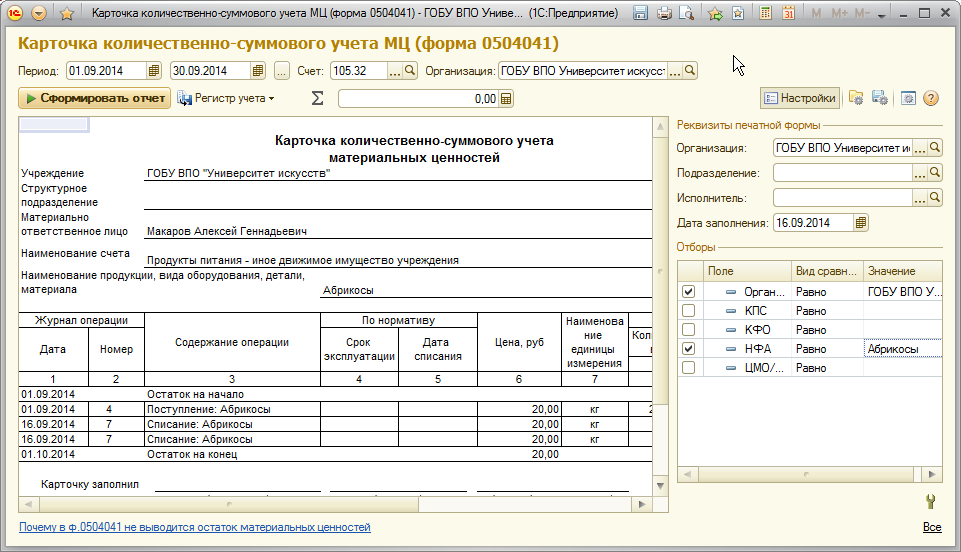 Карточка количественно-суммового учета МЦ (форма 0504041) - ГОБУ ВПО Униве... (1С:Предприятие)
M M+ M-
Карточка количественно-суммового учета МЦ (форма 0504041)
Период: 01.09.2014 30.09.2014 ... Счет: 105.32 ... Организация: ГОБУ ВПО Университет искусст ...
Сформировать отчет Регистр учета Σ 0,00 Настройки
Карточка количественно-суммового учета
материальных ценностей
Учреждение ГОБУ ВПО "Университет искусств"
Структурное
подразделение
Материально
ответственное лицо Макаров Алексей Геннадьевич
Наименование счета Продукты питания - иное движимое имущество учреждения
Наименование продукции, вида оборудования, детали,
материала Абрикосы
Журнал операции Содержание операции По нормативу Цена, руб Наименова
ние
единицы
измерения
Дата Номер Срок
эксплуатации Дата
списания Кол
в
1 2 3 4 5 6 7
01.09.2014 Остаток на начало
01.09.2014 4 Поступление: Абрикосы 20,00 кг 2
16.09.2014 7 Списание: Абрикосы 20,00 кг
16.09.2014 7 Списание: Абрикосы 20,00 кг
01.10.2014 Остаток на конец 20,00
Карточку заполнил
Реквизиты печатной формы
Организация: ГОБУ ВПО Университет ис ...
Подразделение: ...
Исполнитель: ...
Дата заполнения: 16.09.2014
Отборы
Поле Вид сравн... Значение
Орган... Равно ГОБУ ВПО У...
КПС Равно
КФО Равно
НФА Равно Абрикосы
ЦМО/... Равно
Почему в ф.0504041 не выводится остаток материальных ценностей
Все